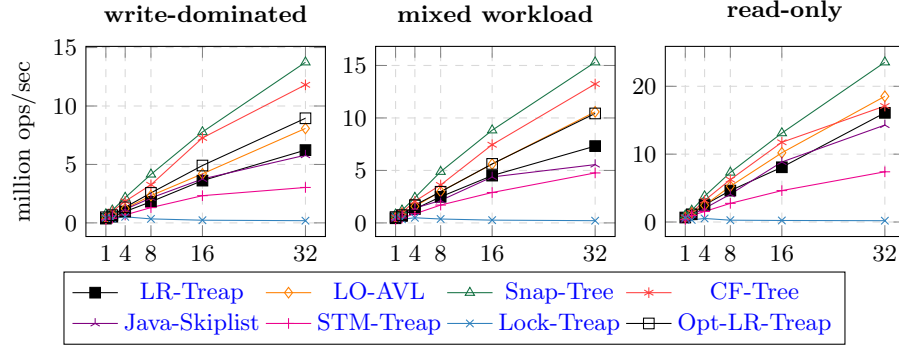 write-dominated mixed workload read-only
million ops/sec
15
10
5
0
1 4 8 16 32
15
10
5
0
1 4 8 16 32
20
10
0
1 4 8 16 32
LR-Treap LO-AVL Snap-Tree CF-Tree
Java-Skiplist STM-Treap Lock-Treap Opt-LR-Treap